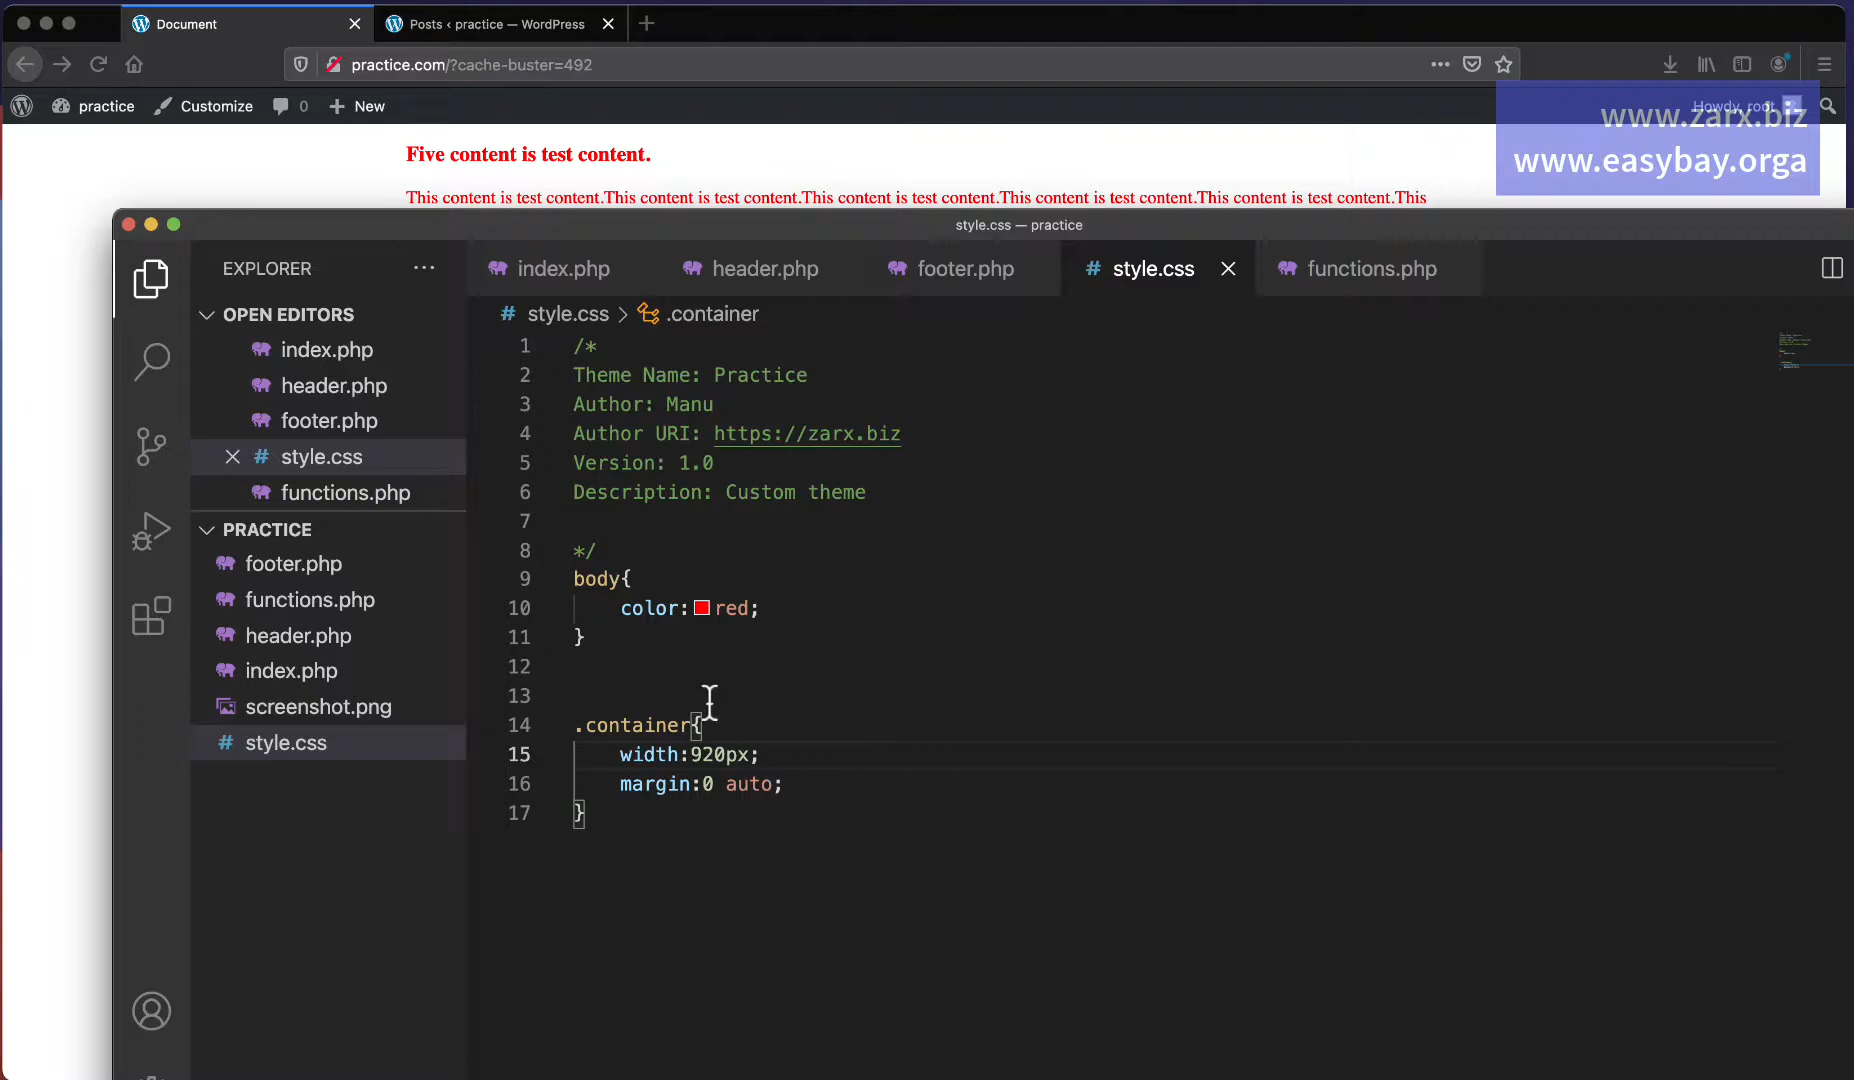 Document
Posts ‹ practice — WordPress
practice.com/?cache-buster=492
practice
Customize
0
New
Howdy, root
www.zarx.biz
www.easybay.orga
Five content is test content.
This content is test content.This content is test content.This content is test content.This content is test content.This content is test content.This
style.css — practice
EXPLORER
index.php
header.php
footer.php
style.css
functions.php
OPEN EDITORS
index.php
header.php
footer.php
style.css
functions.php
PRACTICE
footer.php
functions.php
header.php
index.php
screenshot.png
style.css
style.css > .container
1 /*
2 Theme Name: Practice
3 Author: Manu
4 Author URI: https://zarx.biz
5 Version: 1.0
6 Description: Custom theme
7
8 */
9 body{
10 color:red;
11 }
12
13
14 .container{
15 width:920px;
16 margin:0 auto;
17 }